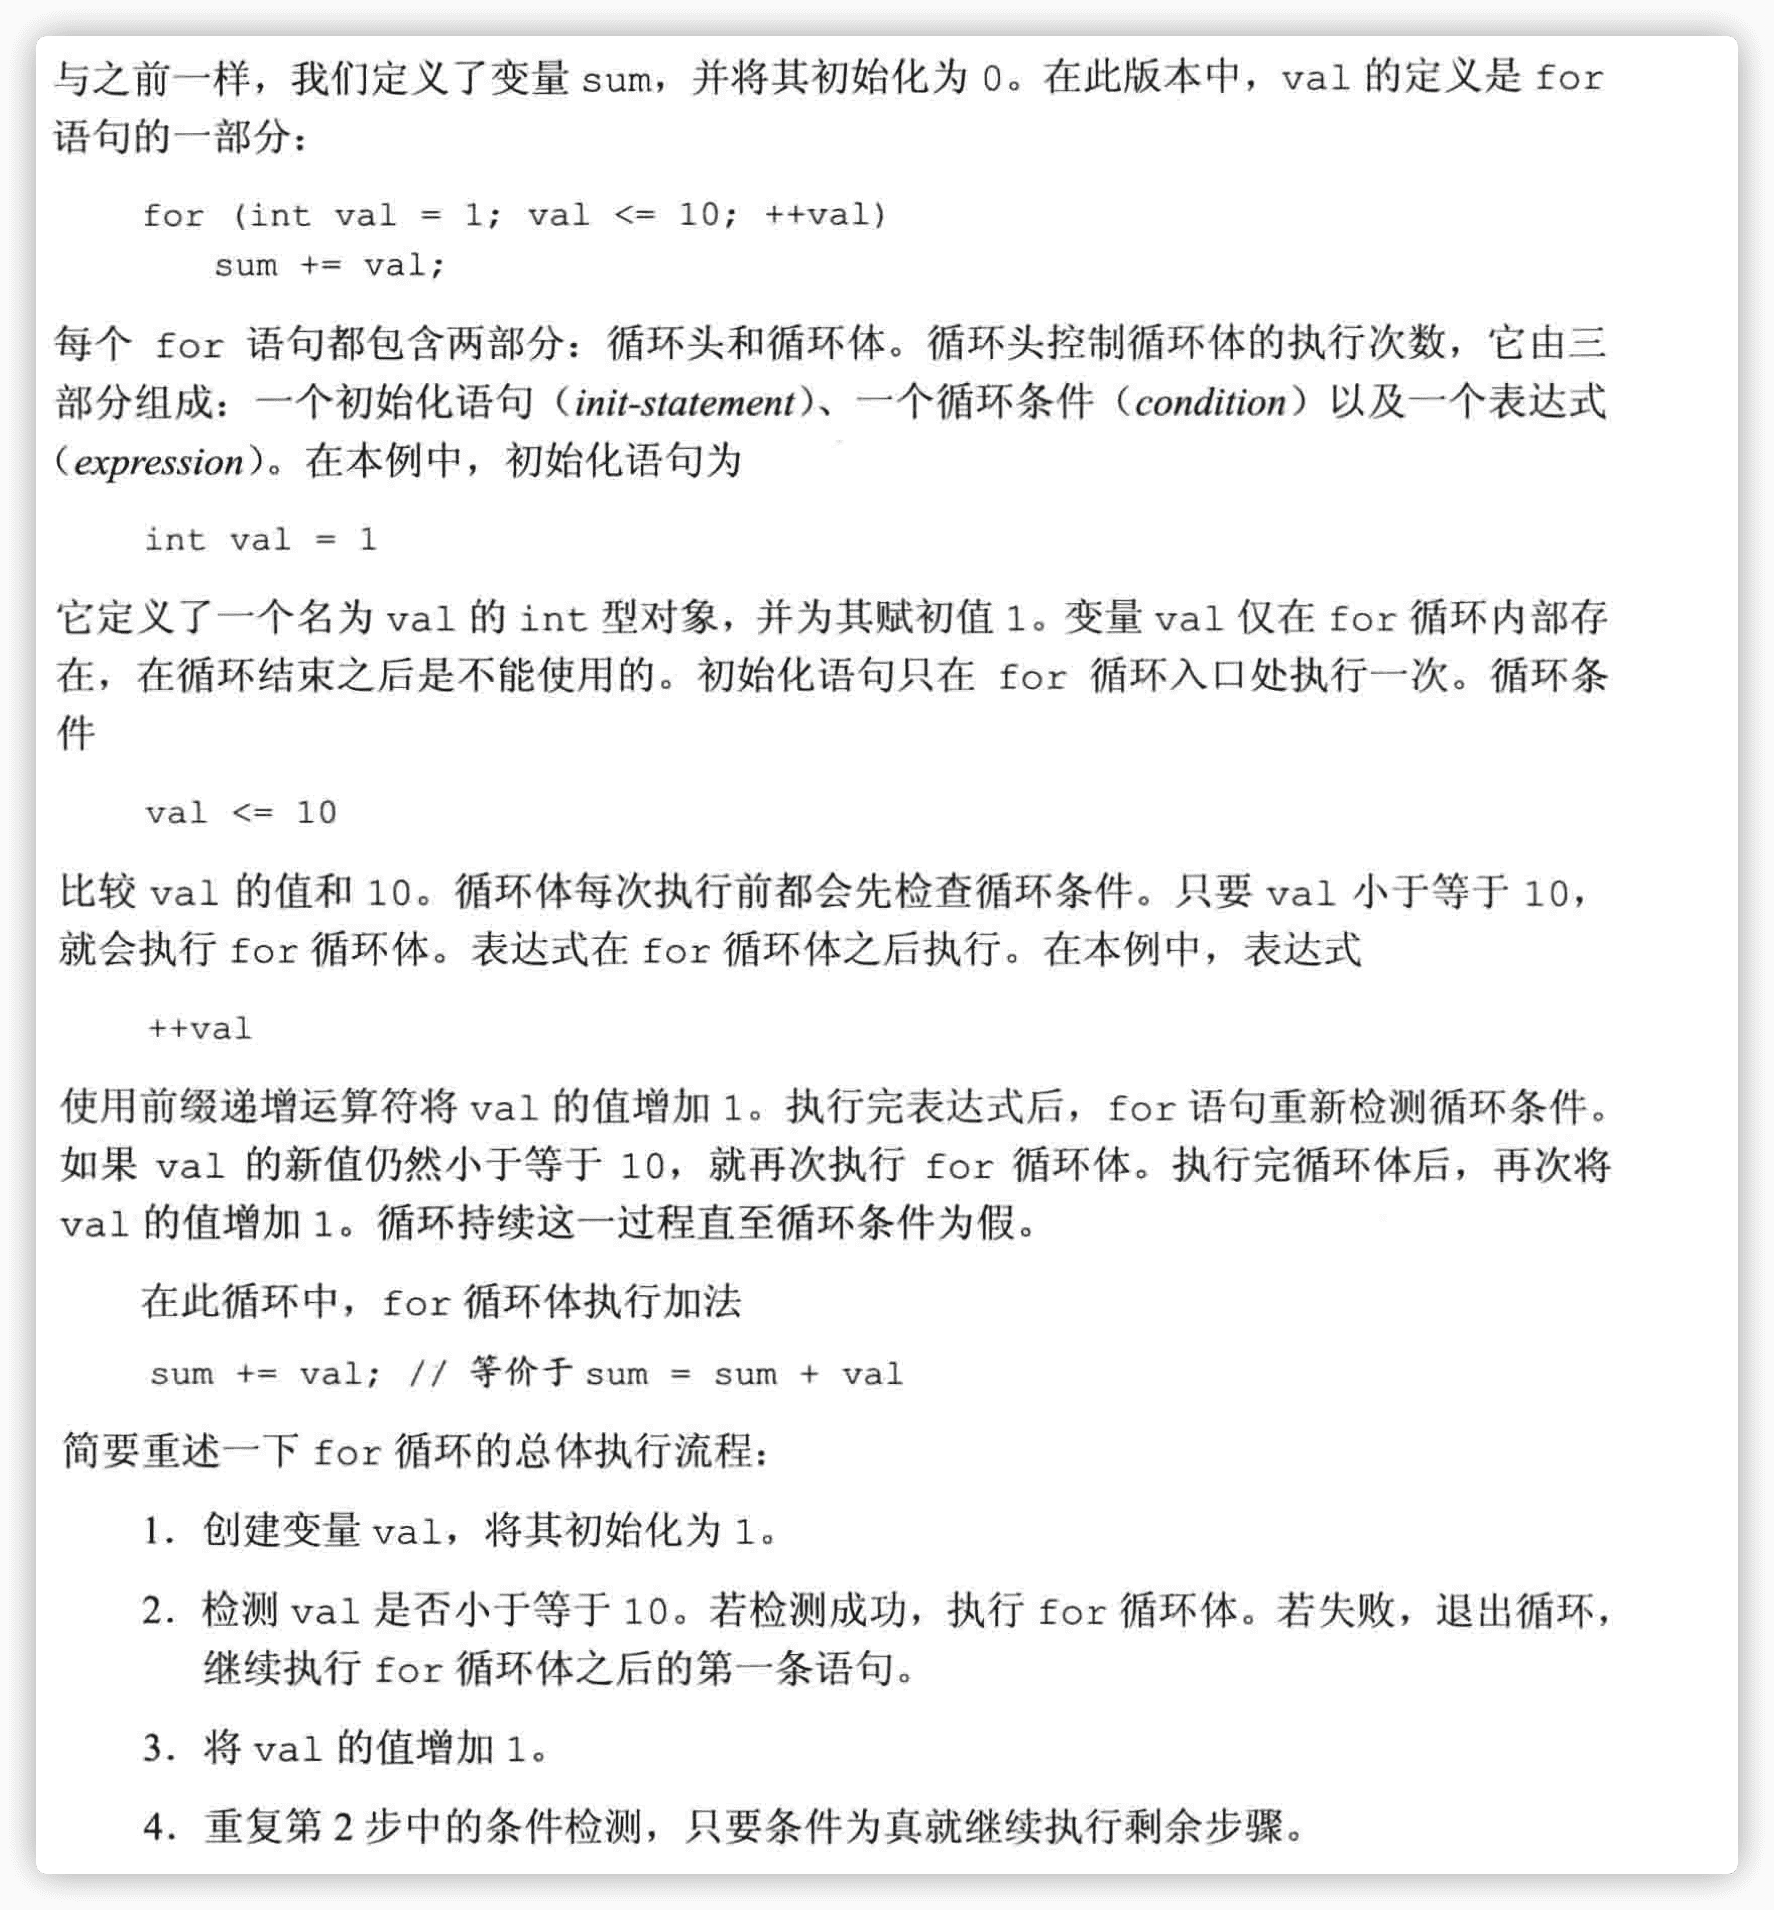 与之前一样，我们定义了变量 sum，并将其初始化为 0。在此版本中，val 的定义是 for
语句的一部分：
for (int val = 1; val <= 10; ++val)
sum += val;
每个 for 语句都包含两部分：循环头和循环体。循环头控制循环体的执行次数，它由三
部分组成：一个初始化语句（init-statement）、一个循环条件（condition）以及一个表达式
（expression）。在本例中，初始化语句为
int val = 1
它定义了一个名为 val 的 int 型对象，并为其赋初值 1。变量 val 仅在 for 循环内部存
在，在循环结束之后是不能使用的。初始化语句只在 for 循环入口处执行一次。循环条
件
val <= 10
比较 val 的值和 10。循环体每次执行前都会先检查循环条件。只要 val 小于等于 10，
就会执行 for 循环体。表达式在 for 循环体之后执行。在本例中，表达式
++val
使用前缀递增运算符将 val 的值增加 1。执行完表达式后，for 语句重新检测循环条件。
如果 val 的新值仍然小于等于 10，就再次执行 for 循环体。执行完循环体后，再次将
val 的值增加 1。循环持续这一过程直至循环条件为假。
在此循环中，for 循环体执行加法
sum += val; // 等价于 sum = sum + val
简要重述一下 for 循环的总体执行流程：
1. 创建变量 val，将其初始化为 1。
2. 检测 val 是否小于等于 10。若检测成功，执行 for 循环体。若失败，退出循环，
继续执行 for 循环体之后的第一条语句。
3. 将 val 的值增加 1。
4. 重复第 2 步中的条件检测，只要条件为真就继续执行剩余步骤。